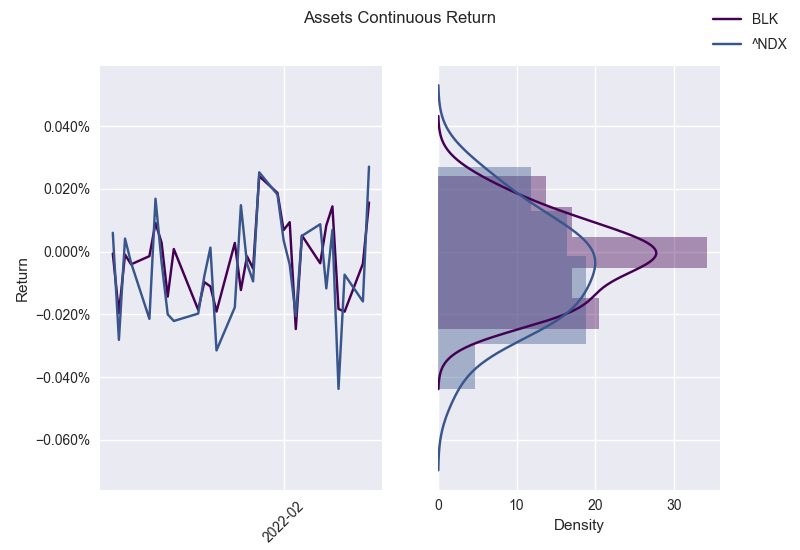 Assets Continuous Return
BLK
^NDX
0.040%
0.020%
0.000%
−0.020%
−0.040%
−0.060%
Return
2022-02
0
10
20
30
Density